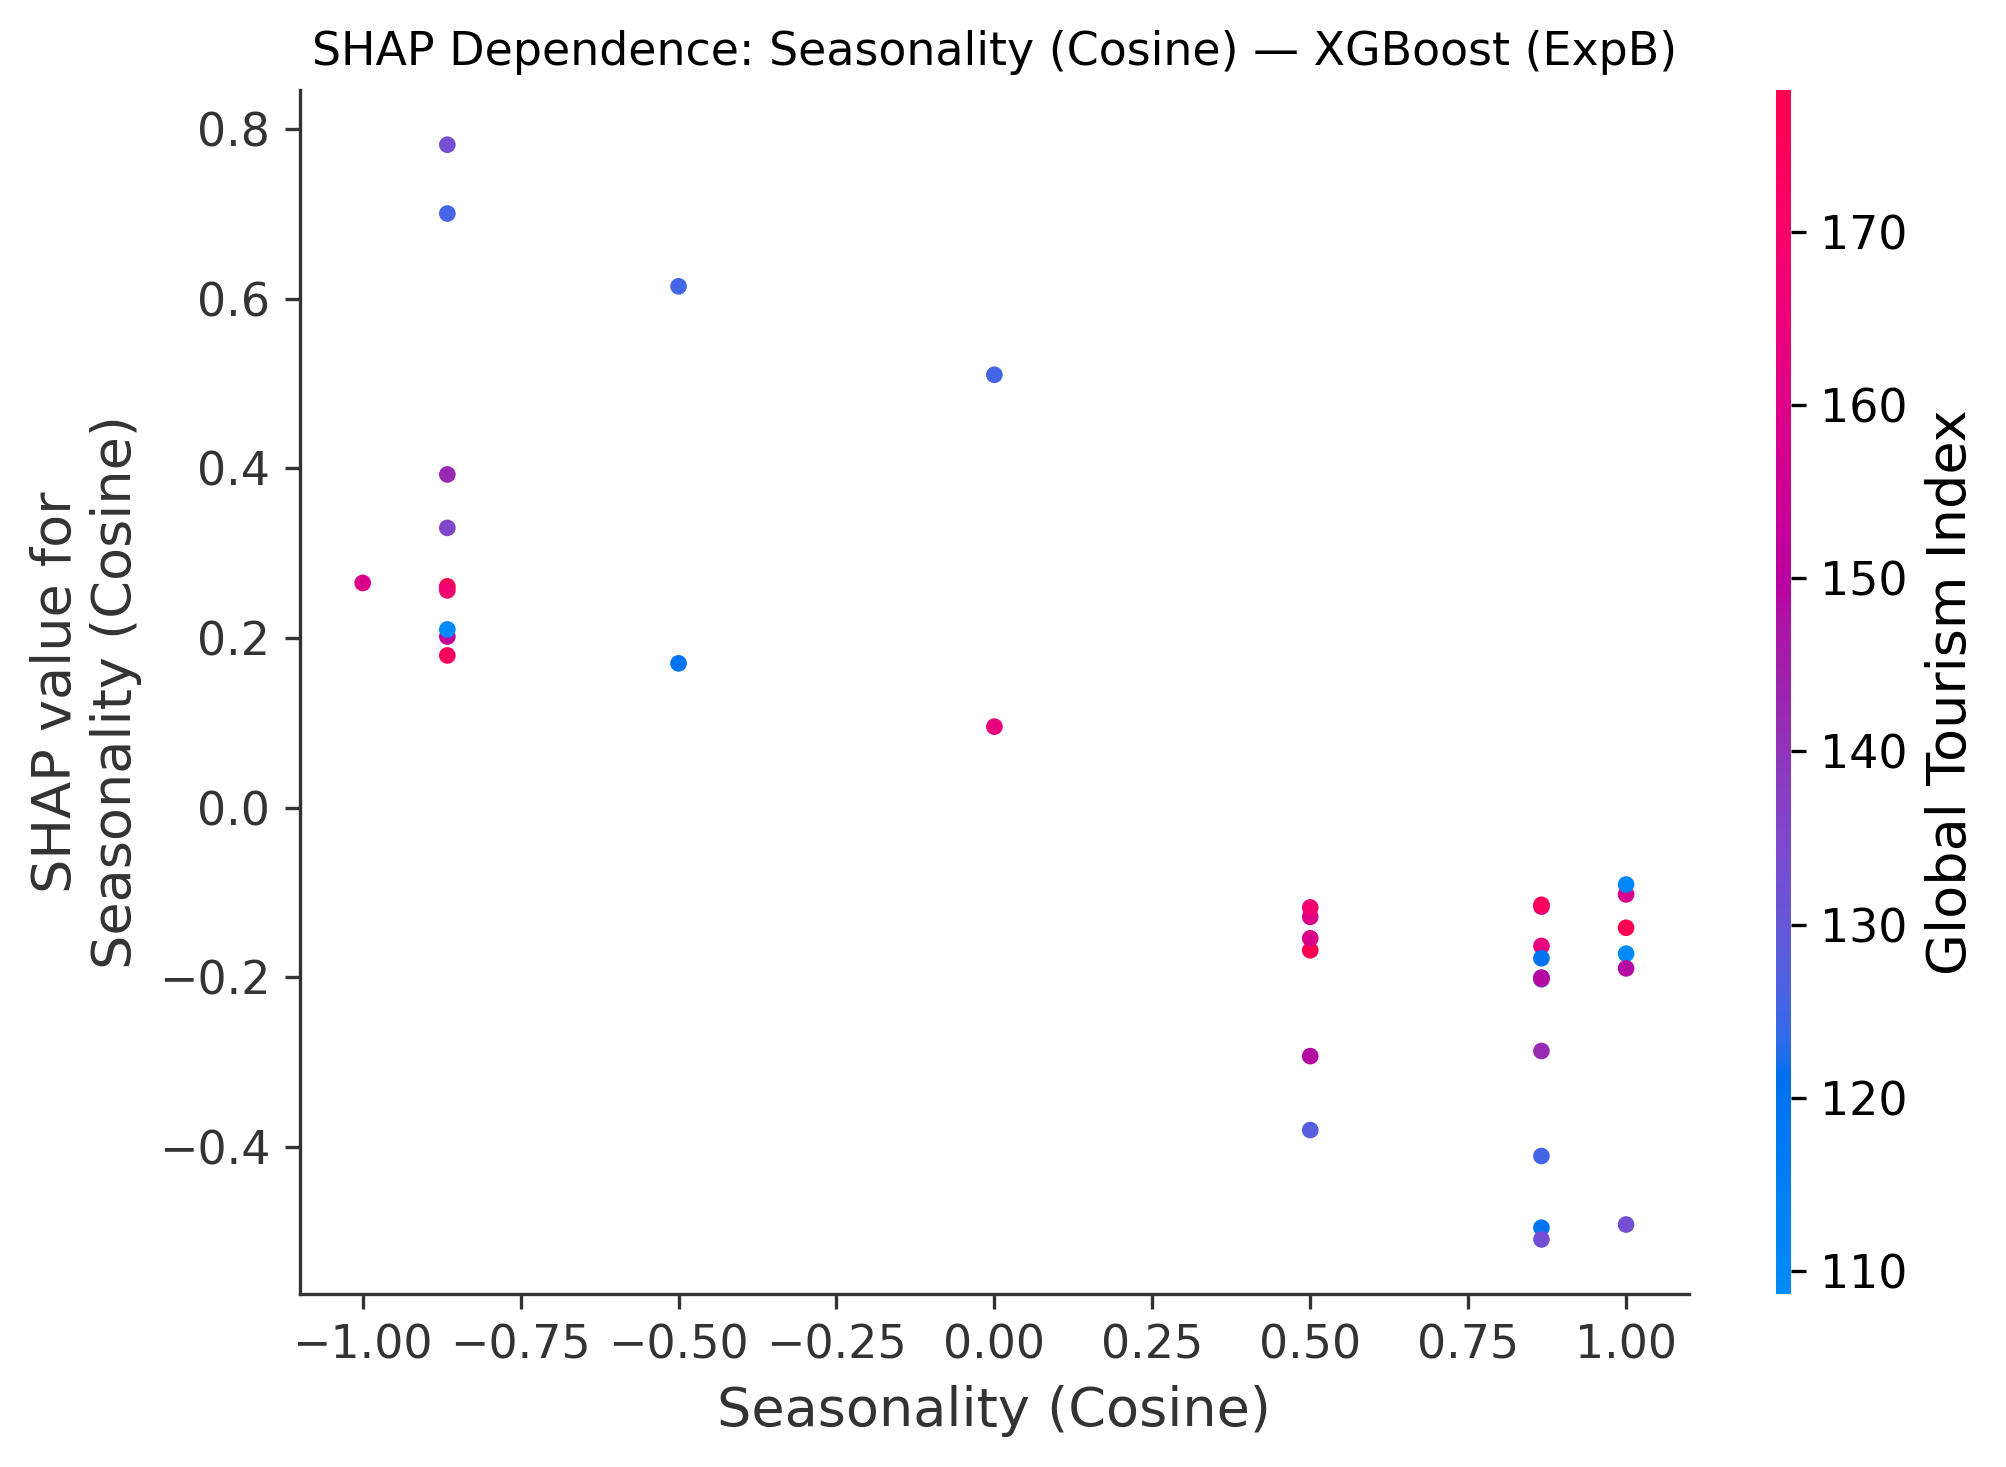 SHAP Dependence: Seasonality (Cosine) — XGBoost (ExpB)
SHAP value for
Seasonality (Cosine)
0.8
0.6
0.4
0.2
0.0
−0.2
−0.4
−1.00 −0.75 −0.50 −0.25 0.00 0.25 0.50 0.75 1.00
Seasonality (Cosine)
170
160
150
140
130
120
110
Global Tourism Index